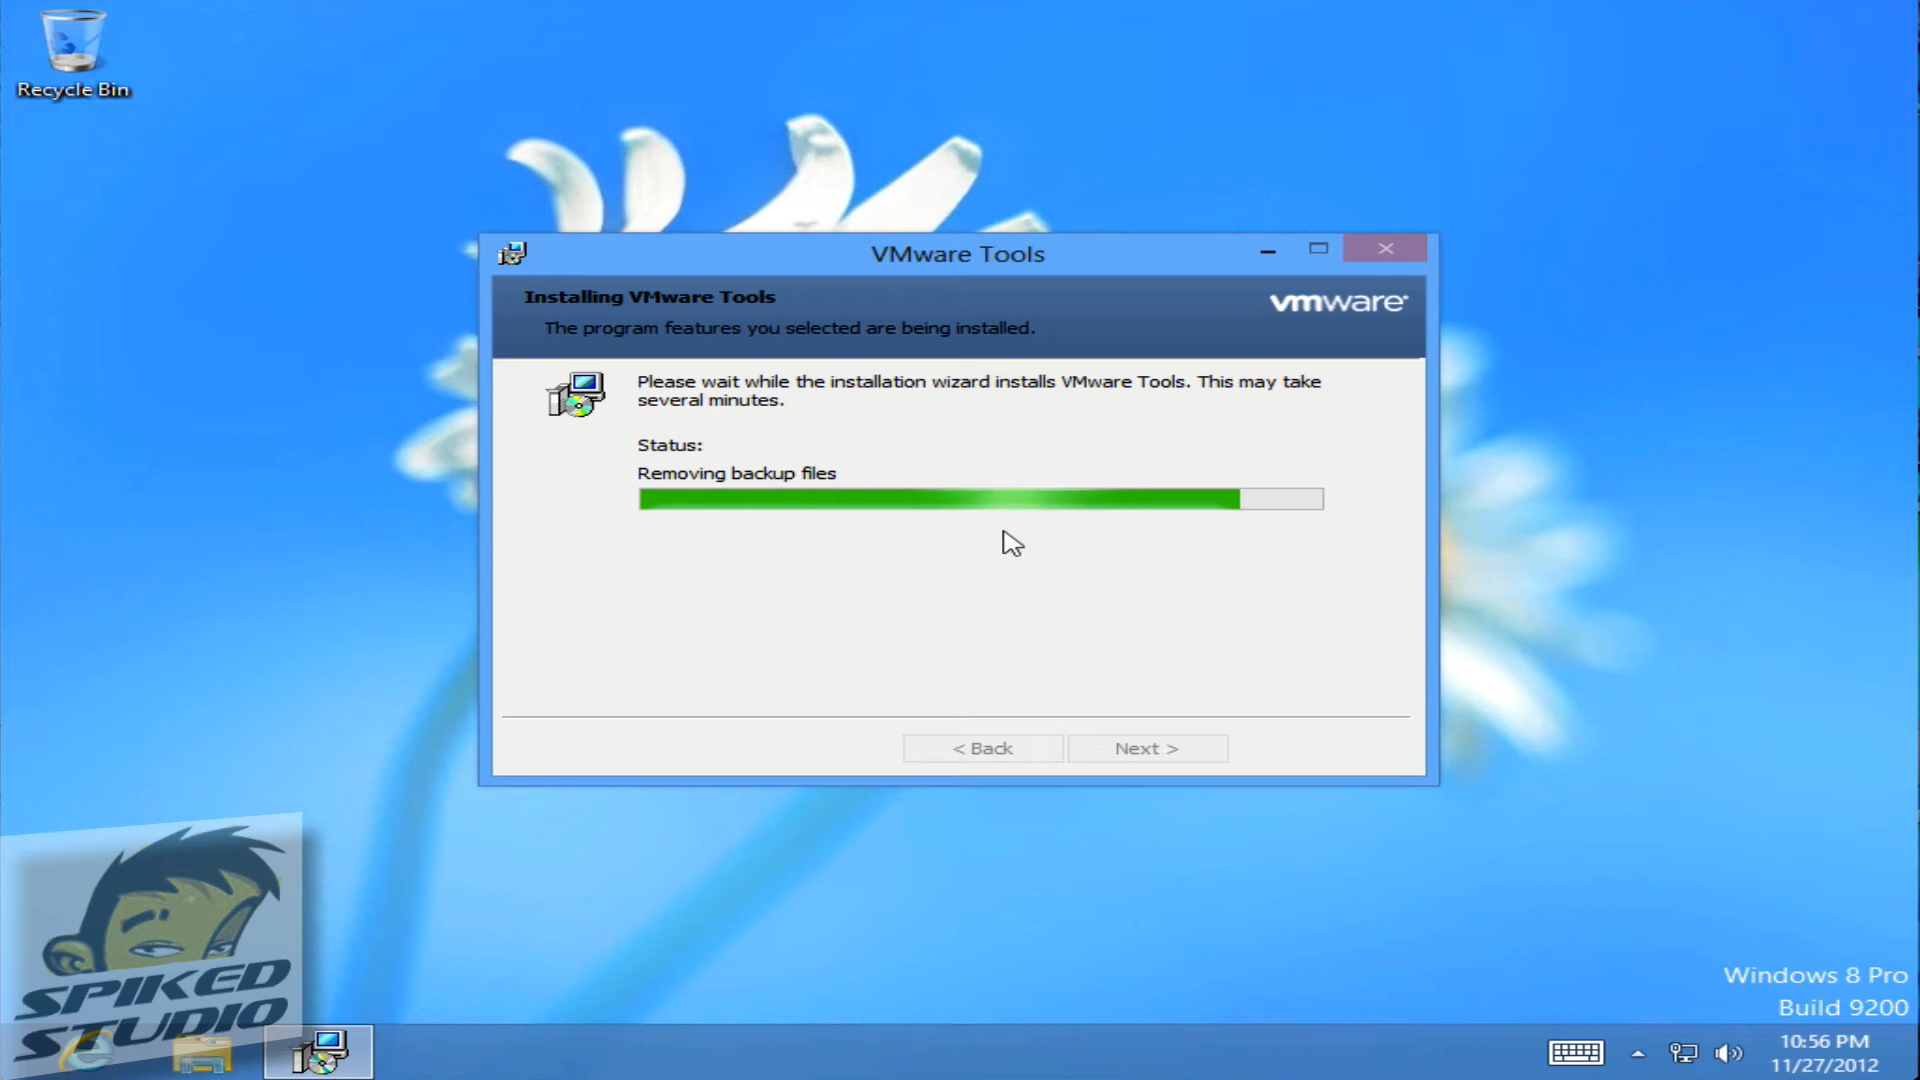 Recycle Bin
VMware Tools
Installing VMware Tools
The program features you selected are being installed.
vmware
Please wait while the installation wizard installs VMware Tools. This may take
several minutes.
Status:
Removing backup files
< Back
Next >
SPIKED
STUDIO
Windows 8 Pro
Build 9200
10:56 PM
11/27/2012